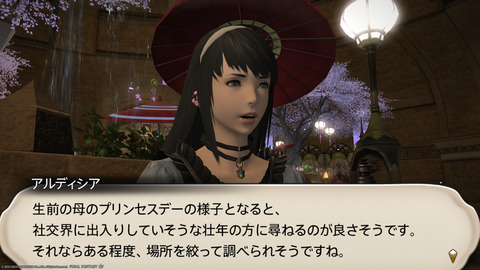 アルディシア
生前の母のプリンセスデーの様子となると、
社交界に出入りしていそうな壮年の方に尋ねるのが良さそうです。
それならある程度、場所を絞って調べられそうですね。